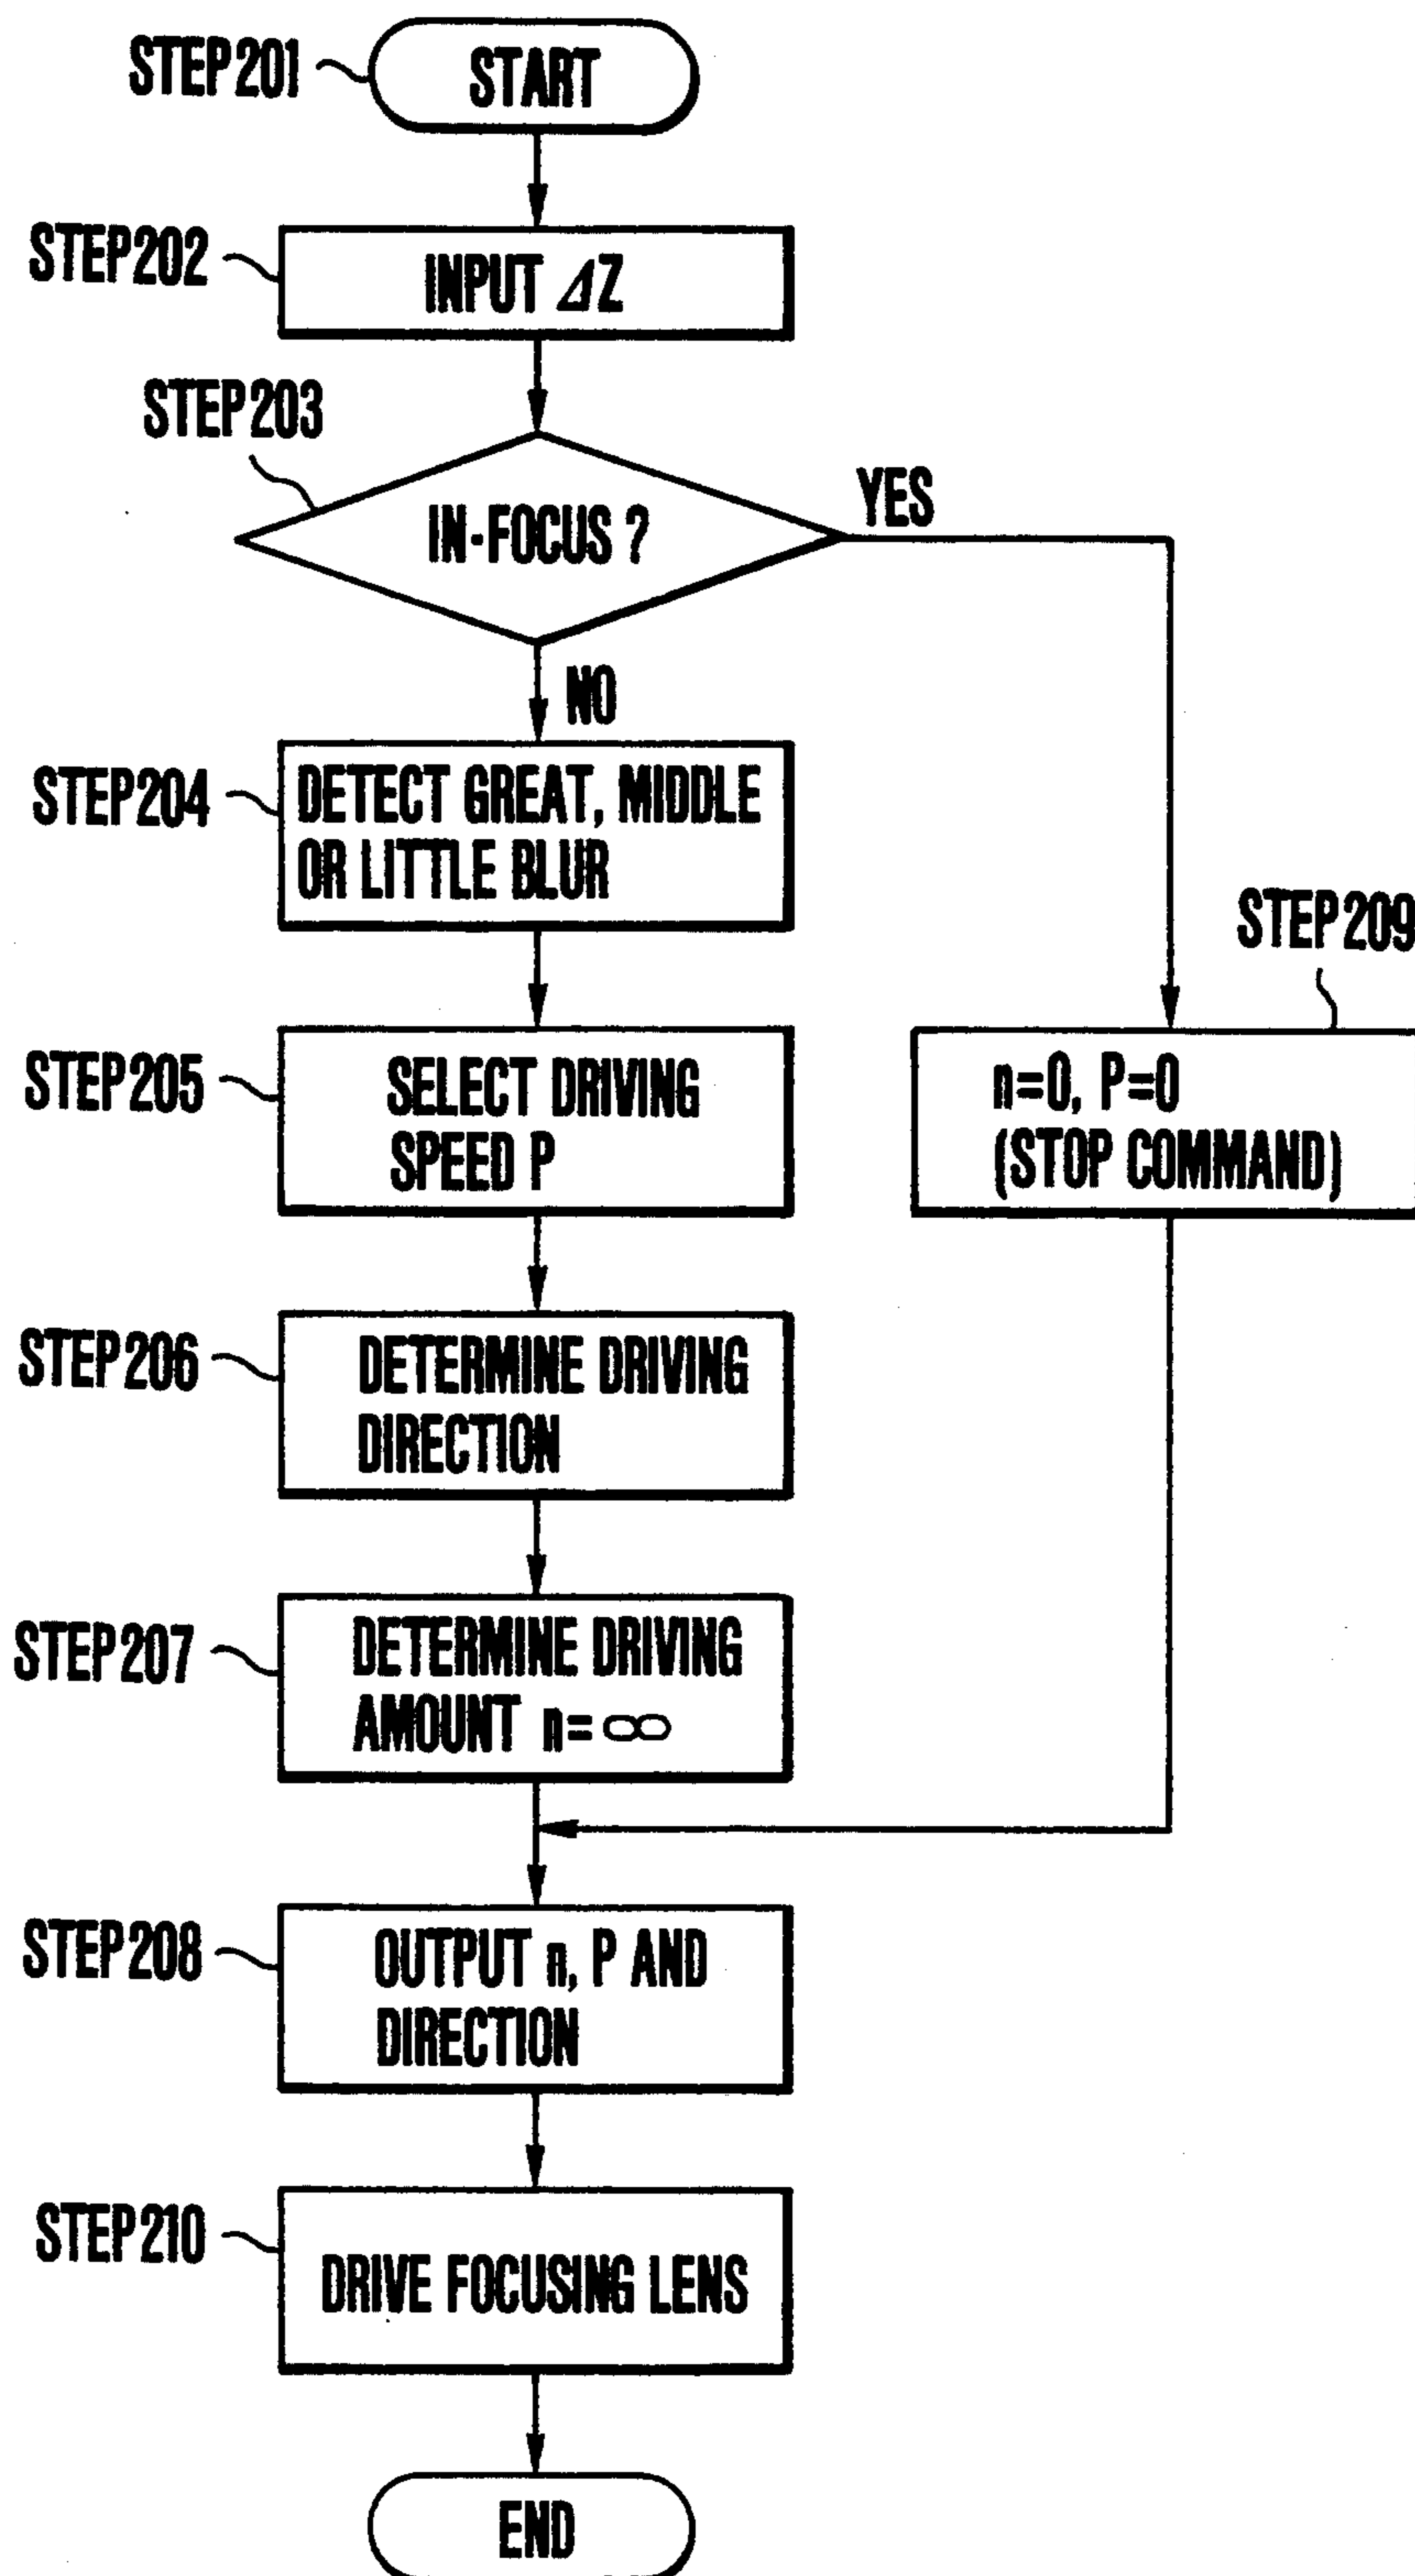 STEP201
START
STEP202
INPUT ΔZ
STEP203
IN-FOCUS ?
YES
NO
STEP204
DETECT GREAT, MIDDLE
OR LITTLE BLUR
STEP205
SELECT DRIVING
SPEED P
STEP209
n=0, P=0
(STOP COMMAND)
STEP206
DETERMINE DRIVING
DIRECTION
STEP207
DETERMINE DRIVING
AMOUNT n=∞
STEP208
OUTPUT n, P AND
DIRECTION
STEP210
DRIVE FOCUSING LENS
END